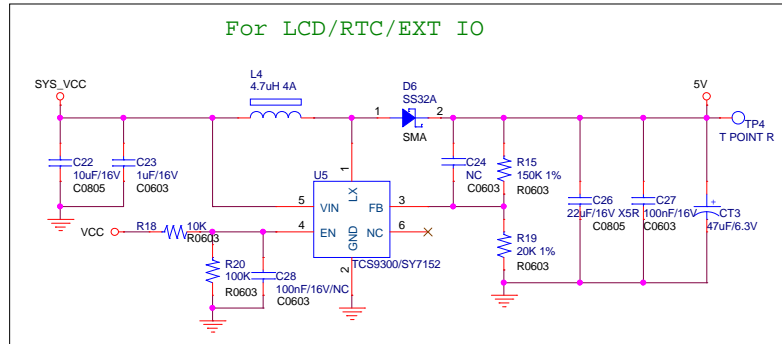 For LCD/RTC/EXT IO
SYS_VCC
L4
4.7uH 4A
D6
SS32A
1
2
SMA
5V
TP4
T POINT R
C22
10uF/16V
C0805
C23
1uF/16V
C0603
U5
1
LX
5
VIN
FB
3
4
EN
NC
6
GND
2
TCS9300/SY7152
C24
NC
C0603
R15
150K 1%
R0603
R19
20K 1%
R0603
C26
22uF/16V X5R
C0805
C27
100nF/16V
C0603
CT3
47uF/6.3V
+
VCC
R18
10K
R0603
R20
100K
R0603
C28
100nF/16V/NC
C0603